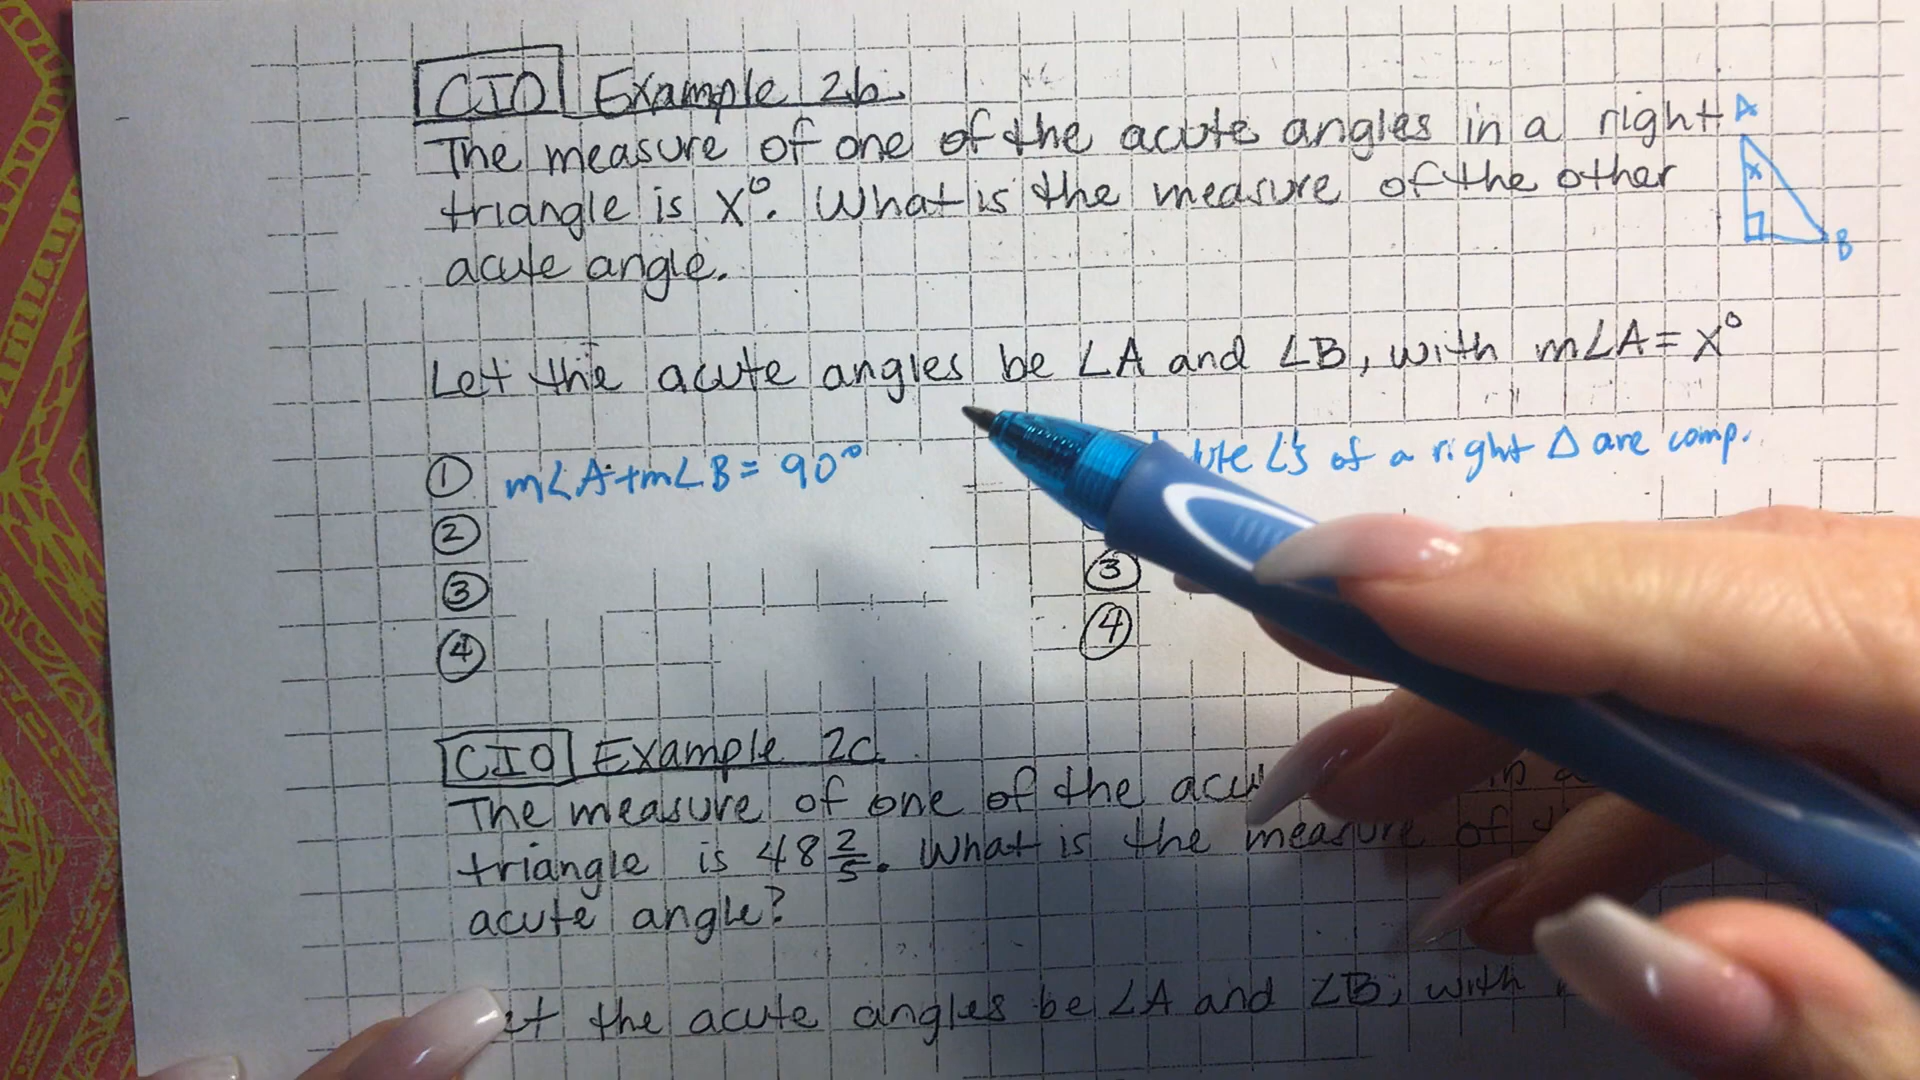 CIO Example 2b
The measure of one of the acute angles in a right
triangle is x°. What is the measure of the other
acute angle.
A
x
B
Let the acute angles be ∠A and ∠B, with m∠A = x°
① m∠A + m∠B = 90°
∠'s of a right △ are comp.
②
③
③
④
④
CIO Example 2c
The measure of one of the in a
triangle is 48 2/5. What is the measure of
acute angle?
the acute angles be ∠A and ∠B, with